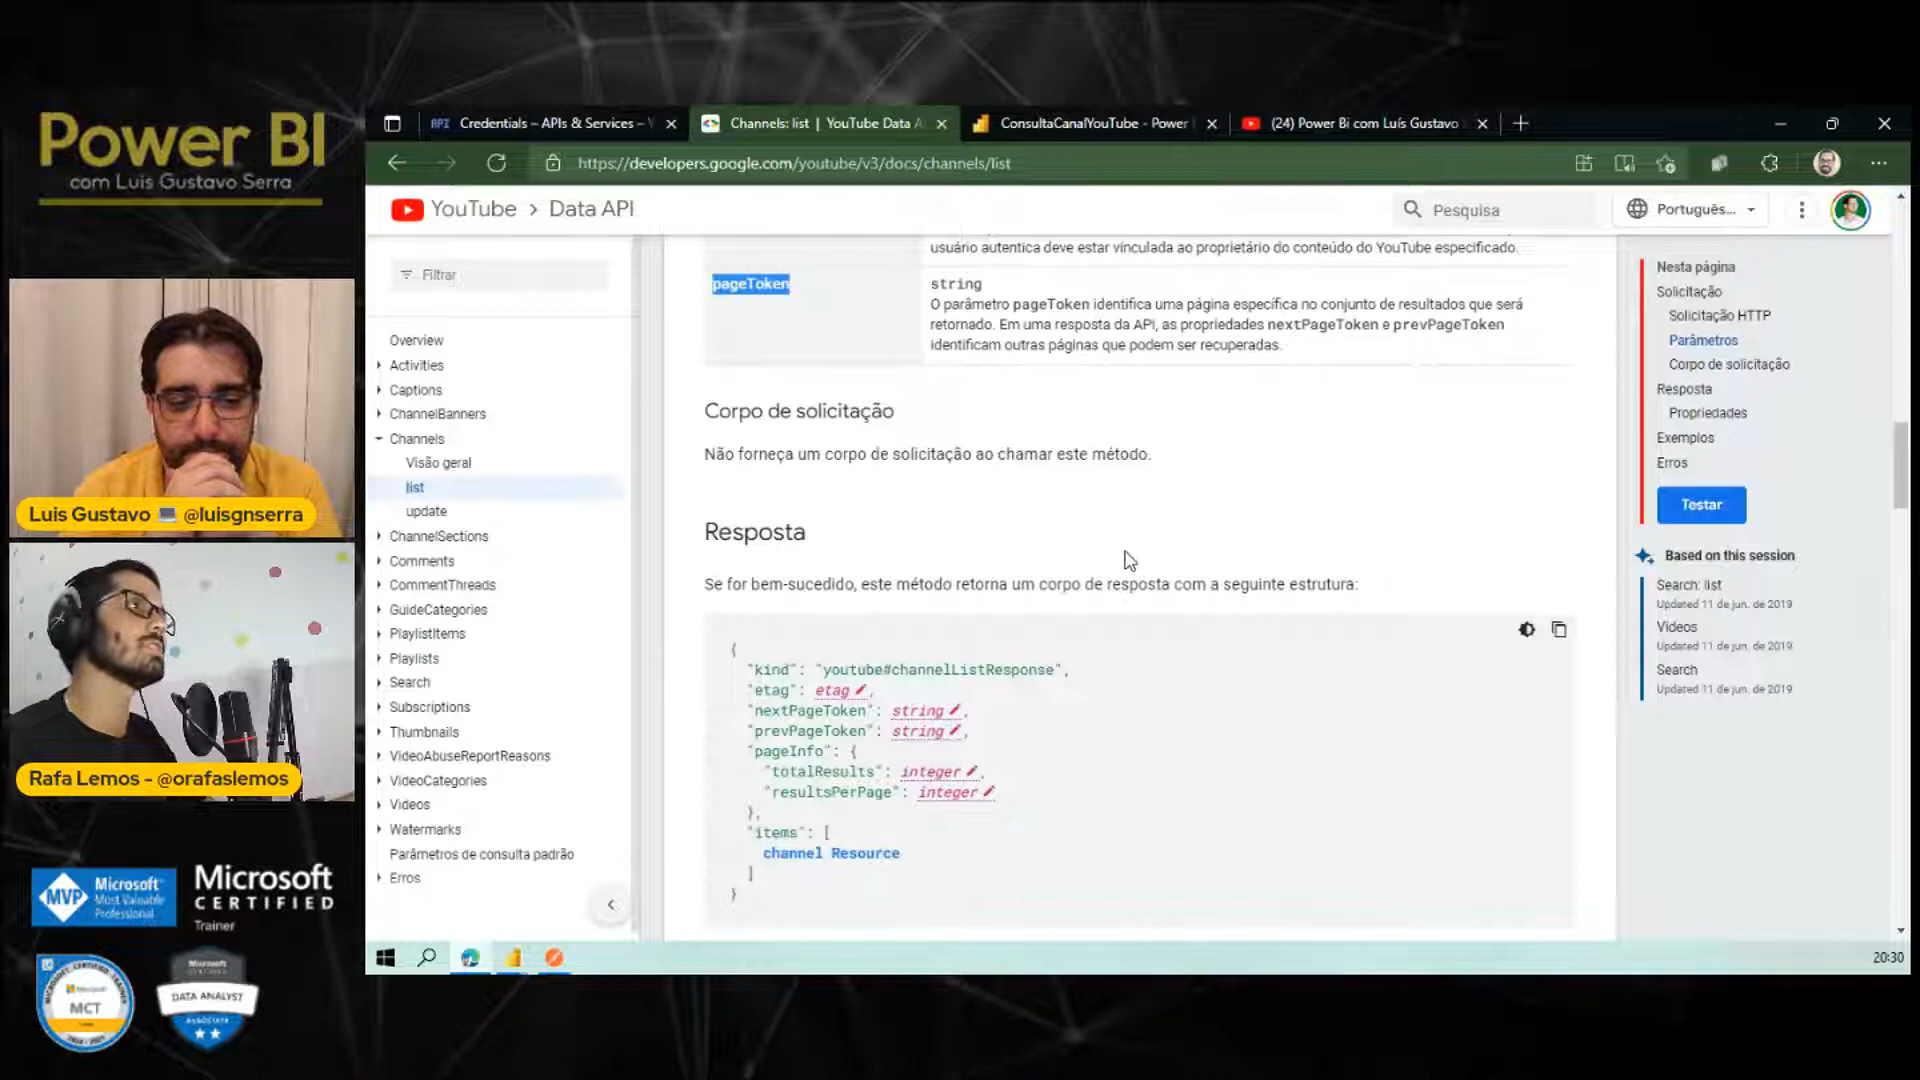 Power BI
com Luis Gustavo Serra
Luis Gustavo 💻 @luisgnserra
Rafa Lemos - @orafaslemos
MVP
Microsoft
Most Valuable
Professional
Microsoft
CERTIFIED
Trainer
Microsoft
MCT
Microsoft
DATA ANALYST
ASSOCIATE
API Credentials – APIs & Services –
Channels: list | YouTube Data A
ConsultaCanalYouTube - Power
(24) Power Bi com Luís Gustavo
https://developers.google.com/youtube/v3/docs/channels/list
YouTube > Data API
Pesquisa
Português...
Filtrar
Overview
Activities
Captions
ChannelBanners
Channels
Visão geral
list
update
ChannelSections
Comments
CommentThreads
GuideCategories
PlaylistItems
Playlists
Search
Subscriptions
Thumbnails
VideoAbuseReportReasons
VideoCategories
Videos
Watermarks
Parâmetros de consulta padrão
Erros
usuário autentica deve estar vinculada ao proprietário do conteúdo do YouTube especificado.
pageToken
string
O parâmetro pageToken identifica uma página específica no conjunto de resultados que será
retornado. Em uma resposta da API, as propriedades nextPageToken e prevPageToken
identificam outras páginas que podem ser recuperadas.
Corpo de solicitação
Não forneça um corpo de solicitação ao chamar este método.
Resposta
Se for bem-sucedido, este método retorna um corpo de resposta com a seguinte estrutura:
{
"kind": "youtube#channelListResponse",
"etag": etag,
"nextPageToken": string,
"prevPageToken": string,
"pageInfo": {
"totalResults": integer,
"resultsPerPage": integer
},
"items": [
channel Resource
]
}
Nesta página
Solicitação
Solicitação HTTP
Parâmetros
Corpo de solicitação
Resposta
Propriedades
Exemplos
Erros
Testar
Based on this session
Search: list
Updated 11 de jun. de 2019
Videos
Updated 11 de jun. de 2019
Search
Updated 11 de jun. de 2019
20:30